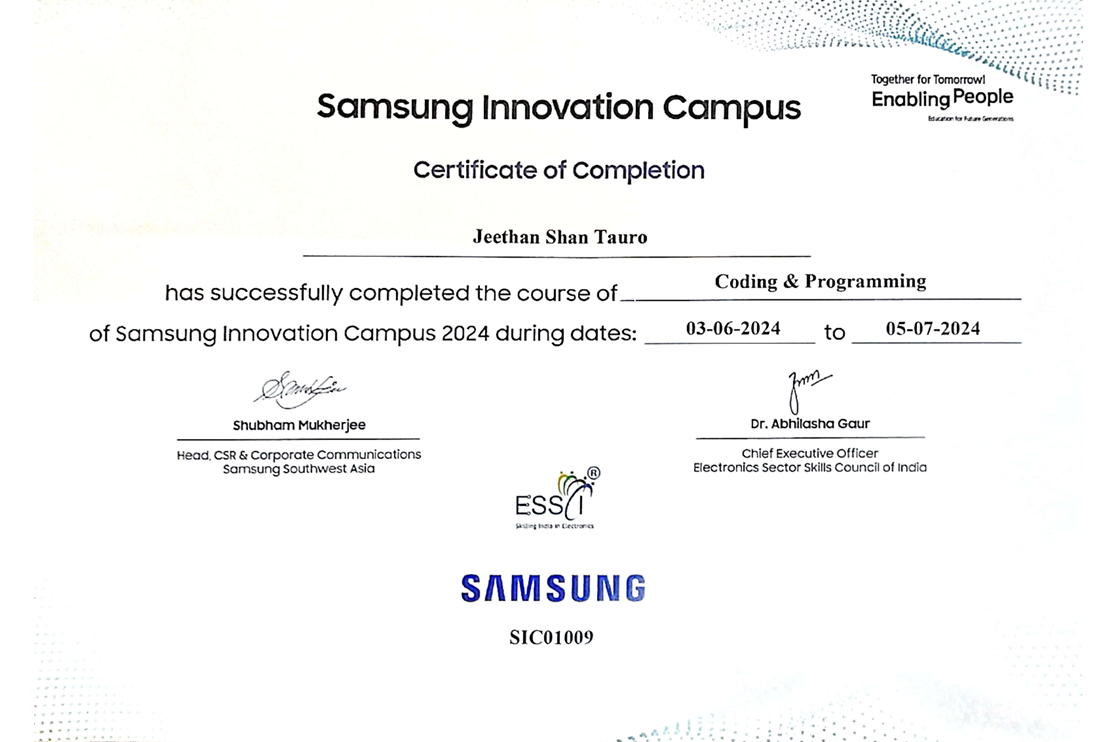 Together for Tomorrow!
Enabling People
Education for Future Generations
Samsung Innovation Campus
Certificate of Completion
Jeethan Shan Tauro
has successfully completed the course of Coding & Programming
of Samsung Innovation Campus 2024 during dates: 03-06-2024 to 05-07-2024
Shubham Mukherjee
Head, CSR & Corporate Communications
Samsung Southwest Asia
Dr. Abhilasha Gaur
Chief Executive Officer
Electronics Sector Skills Council of India
ESSCI ®
Skilling India in Electronics
SAMSUNG
SIC01009